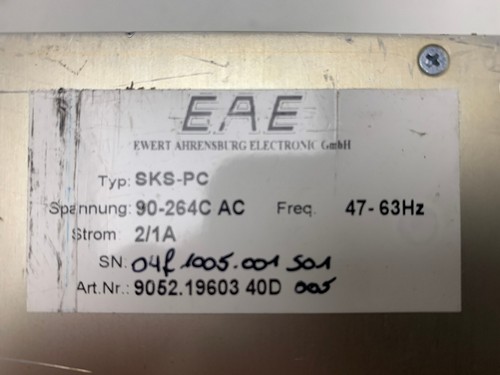 EAE
EWERT AHRENSBURG ELECTRONIC GmbH
Typ: SKS-PC
Spannung: 90-264C AC Freq. 47-63Hz
Strom 2/1A
SN. 04f.1005.001 S01
Art.Nr.: 9052.19603 40D 005